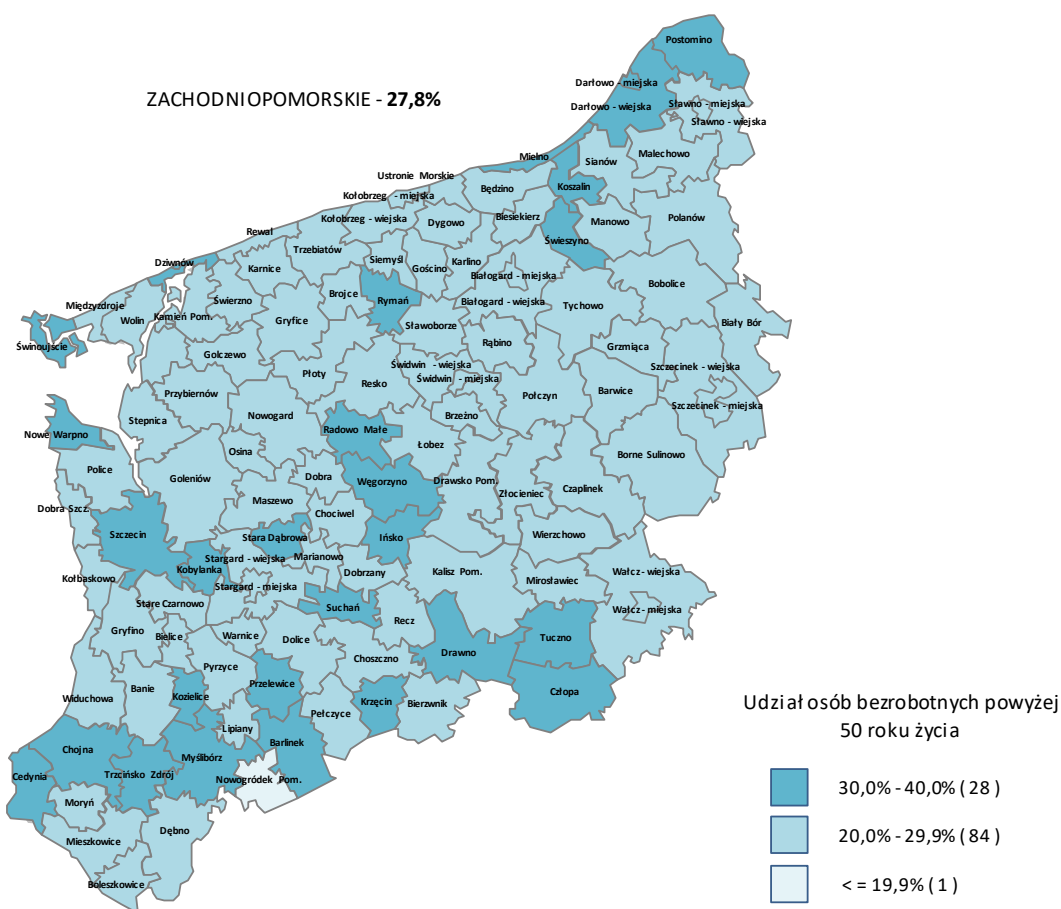 Postomino
ZACHODNIOPOMORSKIE - 27,8%
Darłowo - miejska
Darłowo - wiejska
Sławno - miejska
Sławno - wiejska
Mielno
Sianów
Malechowo
Ustronie Morskie
Będzino
Koszalin
Kołobrzeg - miejska
Kołobrzeg - wiejska
Dygowo
Biesiekierz
Manowo
Polanów
Rewal
Trzebiatów
Świeszyno
Dziwnów
Karnice
Siemyśl
Gościno
Karlino
Białogard - miejska
Bobolice
Międzyzdroje
Wolin
Kamień Pom.
Świerzno
Brojce
Rymań
Białogard - wiejska
Tychowo
Biały Bór
Gryfice
Sławoborze
Świnoujście
Rąbino
Grzmiąca
Golczewo
Świdwin - wiejska
Szczecinek - wiejska
Płoty
Resko
Świdwin - miejska
Przybiernów
Połczyn
Barwice
Szczecinek - miejska
Stepnica
Nowogard
Brzeżno
Nowe Warpno
Radowo Małe
Łobez
Osina
Borne Sulinowo
Police
Goleniów
Dobra
Węgorzyno
Drawsko Pom.
Złocieniec
Czaplinek
Maszewo
Dobra Szcz.
Chociwel
Szczecin
Stara Dąbrowa
Ińsko
Wierzchowo
Stargard - wiejska
Marianowo
Kobylanka
Dobrzany
Kalisz Pom.
Mirosławiec
Wałcz - wiejska
Kołbaskowo
Stargard - miejska
Stare Czarnowo
Suchań
Wałcz - miejska
Recz
Gryfino
Bielice
Warnice
Dolice
Tuczno
Choszczno
Drawno
Pyrzyce
Przelewice
Widuchowa
Banie
Kozielice
Krzęcin
Bierzwnik
Człopa
Pełczyce
Lipiany
Barlinek
Chojna
Myślibórz
Cedynia
Trzcińsko Zdrój
Nowogródek Pom.
Moryń
Dębno
Mieszkowice
Boleszkowice
Udział osób bezrobotnych powyżej
50 roku życia
30,0% - 40,0% ( 28 )
20,0% - 29,9% ( 84 )
< = 19,9% ( 1 )